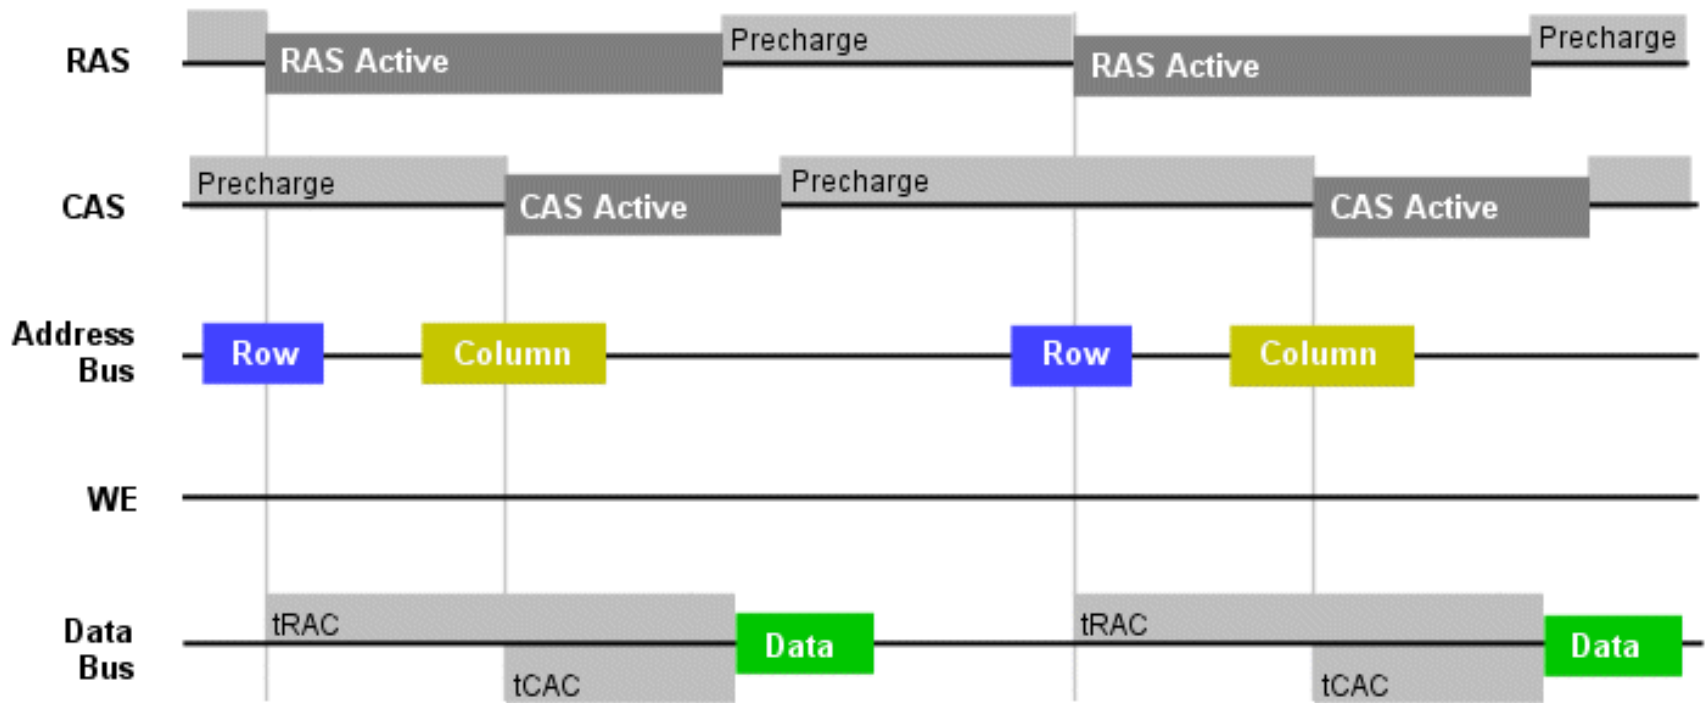 RAS
RAS Active
Precharge
RAS Active
Precharge
CAS
Precharge
CAS Active
Precharge
CAS Active
Address
Bus
Row
Column
Row
Column
WE
Data
Bus
tRAC
tCAC
Data
tRAC
tCAC
Data